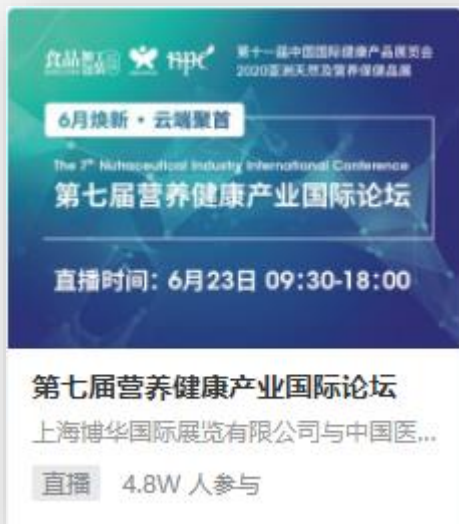 食品
npc
第十一届中国国际健康产品展览会
2020亚洲天然及营养保健品展
6月焕新·云端聚首
The 7th Nutraceutical Industry International Conference
第七届营养健康产业国际论坛
直播时间：6月23日 09:30-18:00
第七届营养健康产业国际论坛
上海博华国际展览有限公司与中国医...
直播 4.8W 人参与